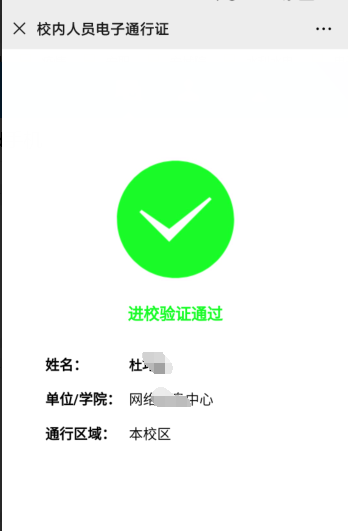 校内人员电子通行证
进校验证通过
姓名： 杜
单位/学院： 网络 中心
通行区域： 本校区